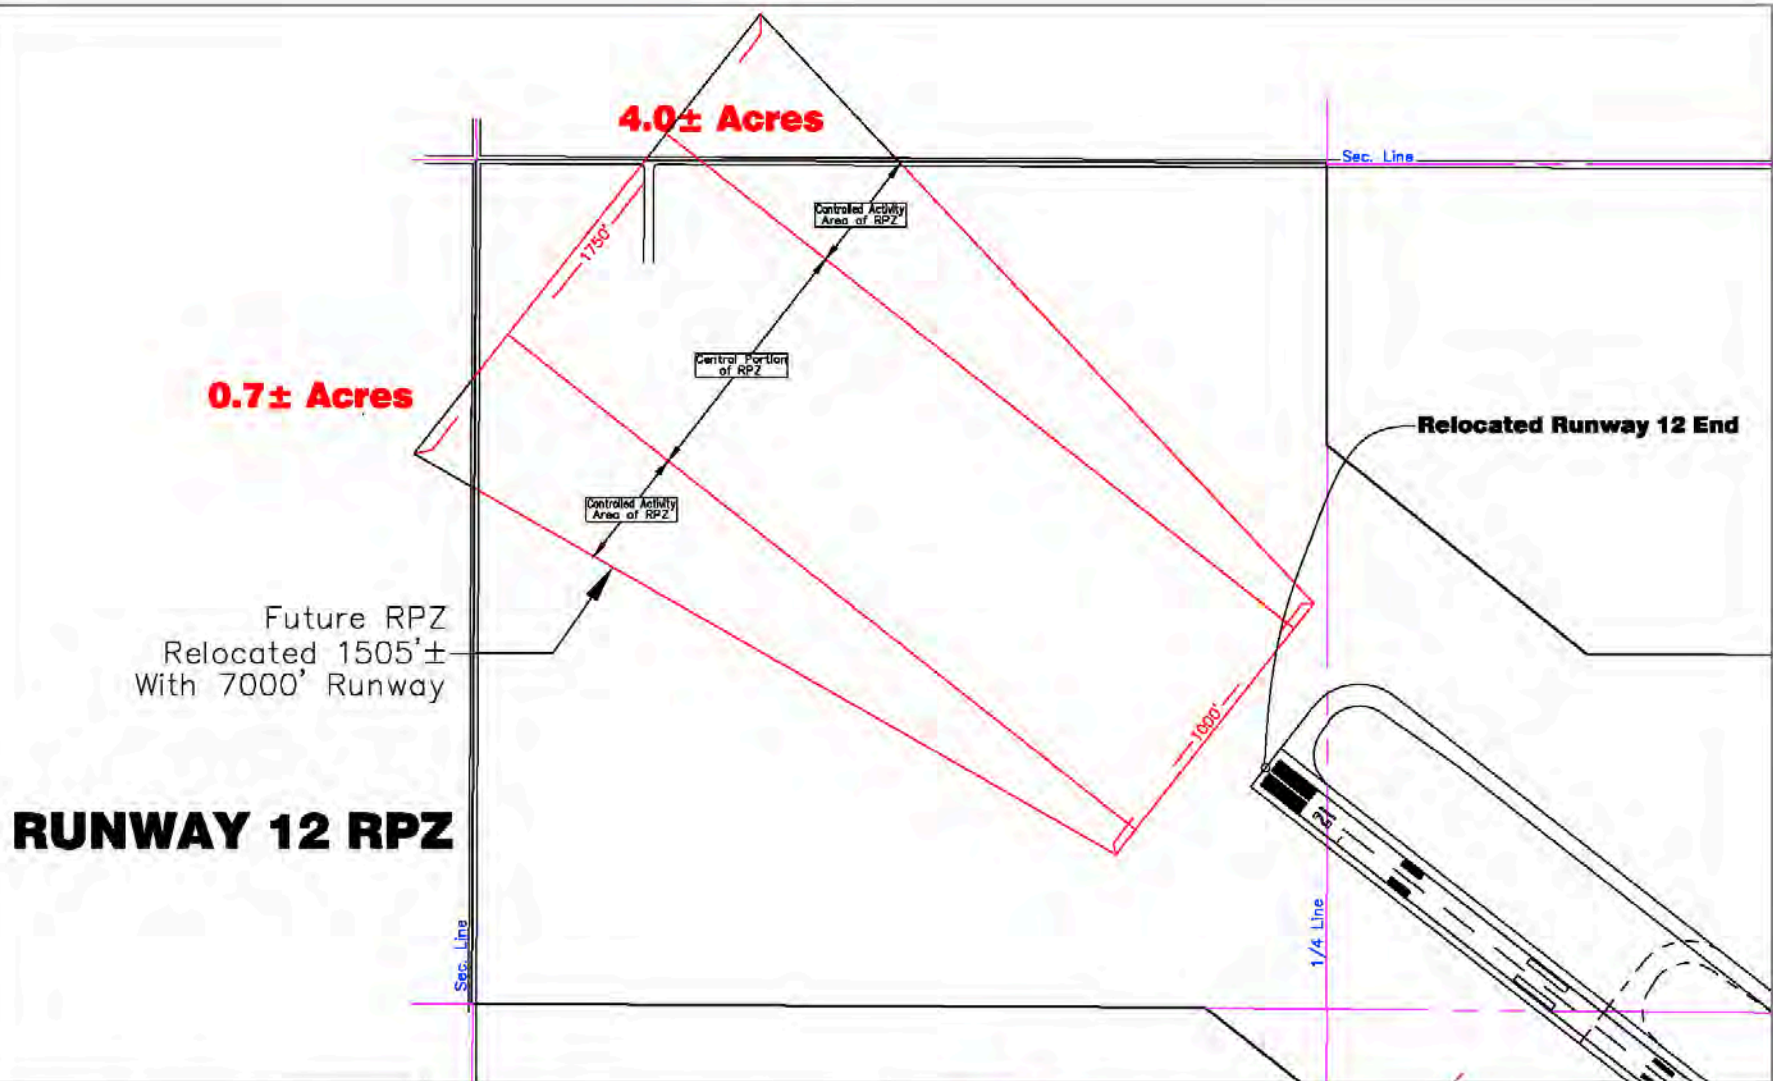 4.0± Acres
Sec. Line
Controlled Activity
Area of RPZ
1750'
Central Portion
of RPZ
0.7± Acres
Relocated Runway 12 End
Controlled Activity
Area of RPZ
Future RPZ
Relocated 1505'±
With 7000' Runway
1000'
RUNWAY 12 RPZ
12
Sec. Line
1/4 Line